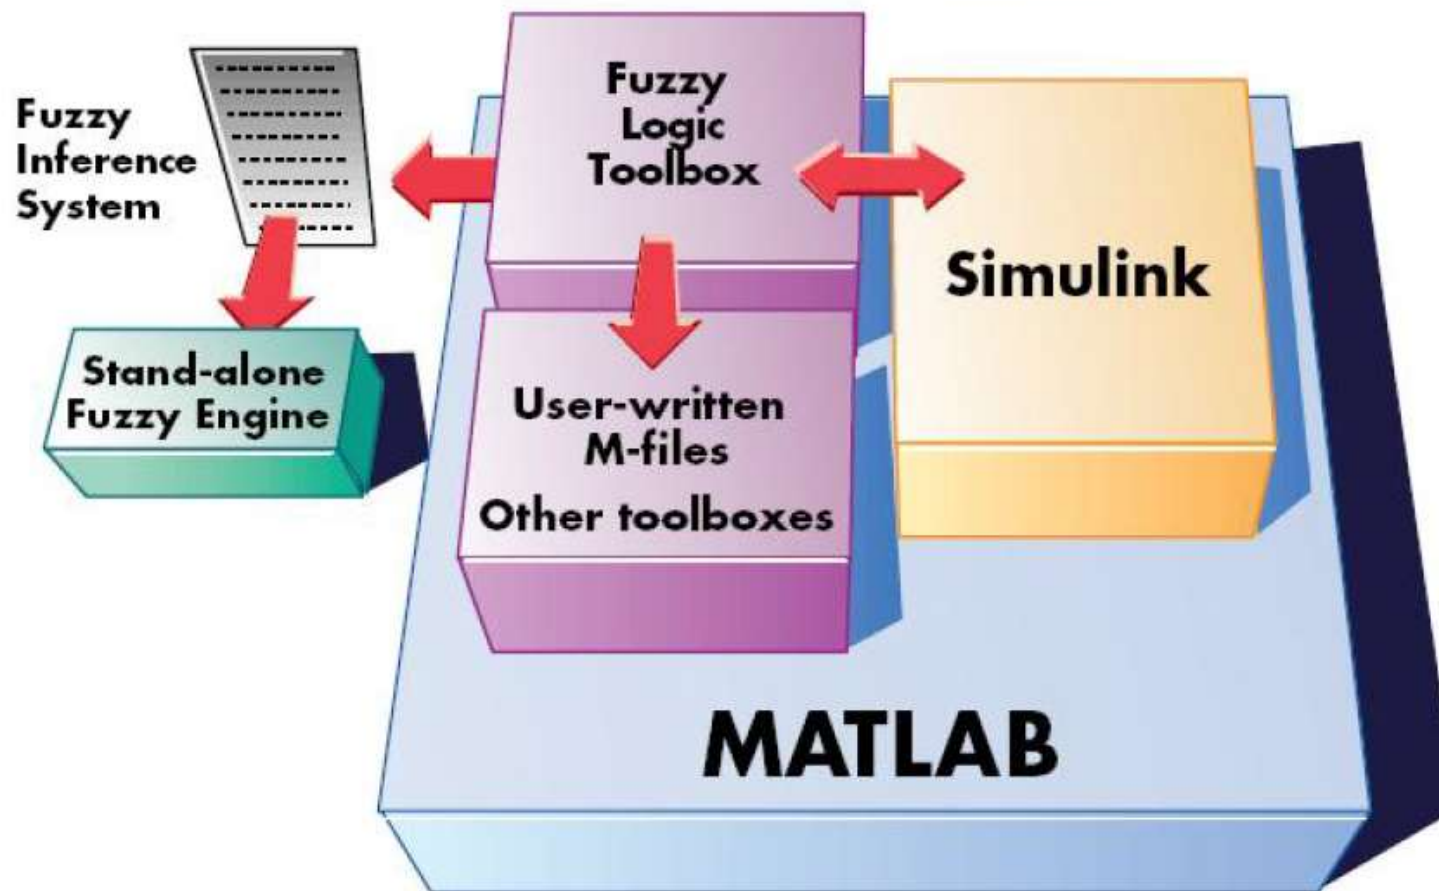 Fuzzy
Inference
System
Fuzzy
Logic
Toolbox
Simulink
Stand-alone
Fuzzy Engine
User-written
M-files
Other toolboxes
MATLAB